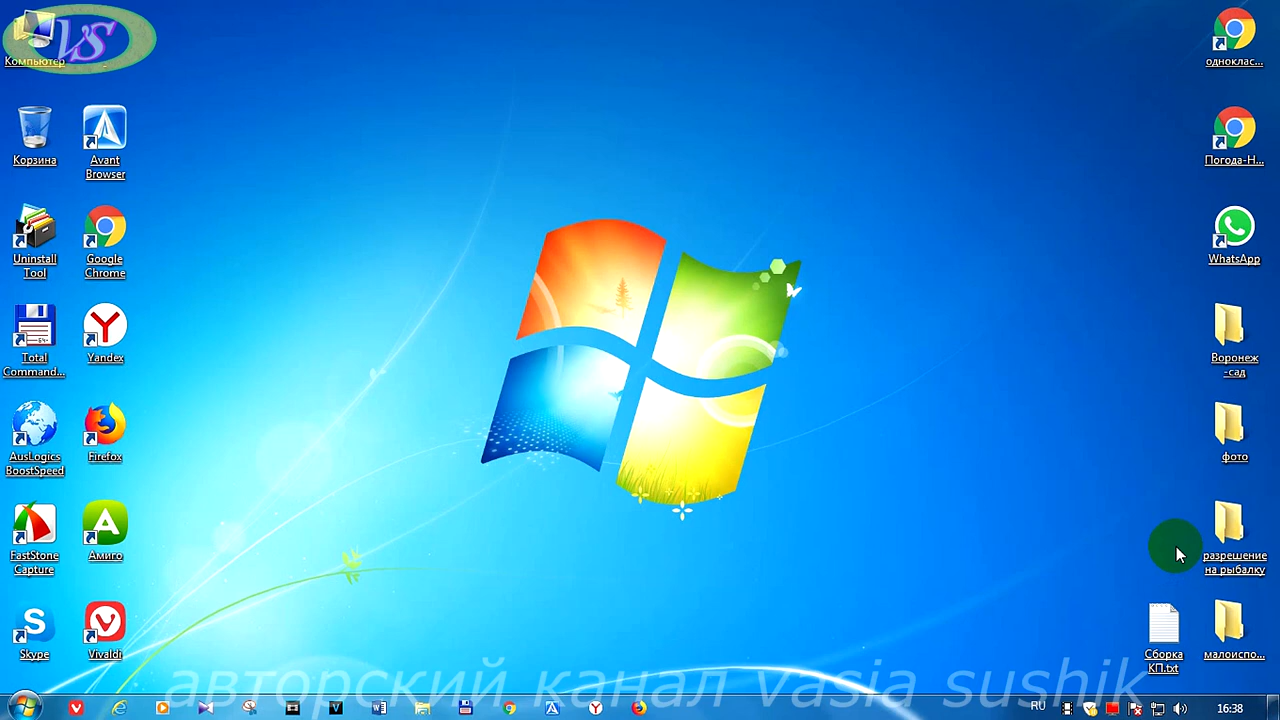 VS
Компьютер
Корзина
Avant
Browser
Uninstall
Tool
Google
Chrome
Total
Command...
Yandex
AusLogics
BoostSpeed
Firefox
FastStone
Capture
Амиго
Skype
Vivaldi
одноклас...
Погода-Н...
WhatsApp
Воронеж
-сад
фото
разрешение
на рыбалку
Сборка
КП.txt
малоиспо...
авторский канал vasia sushik
RU
16:38